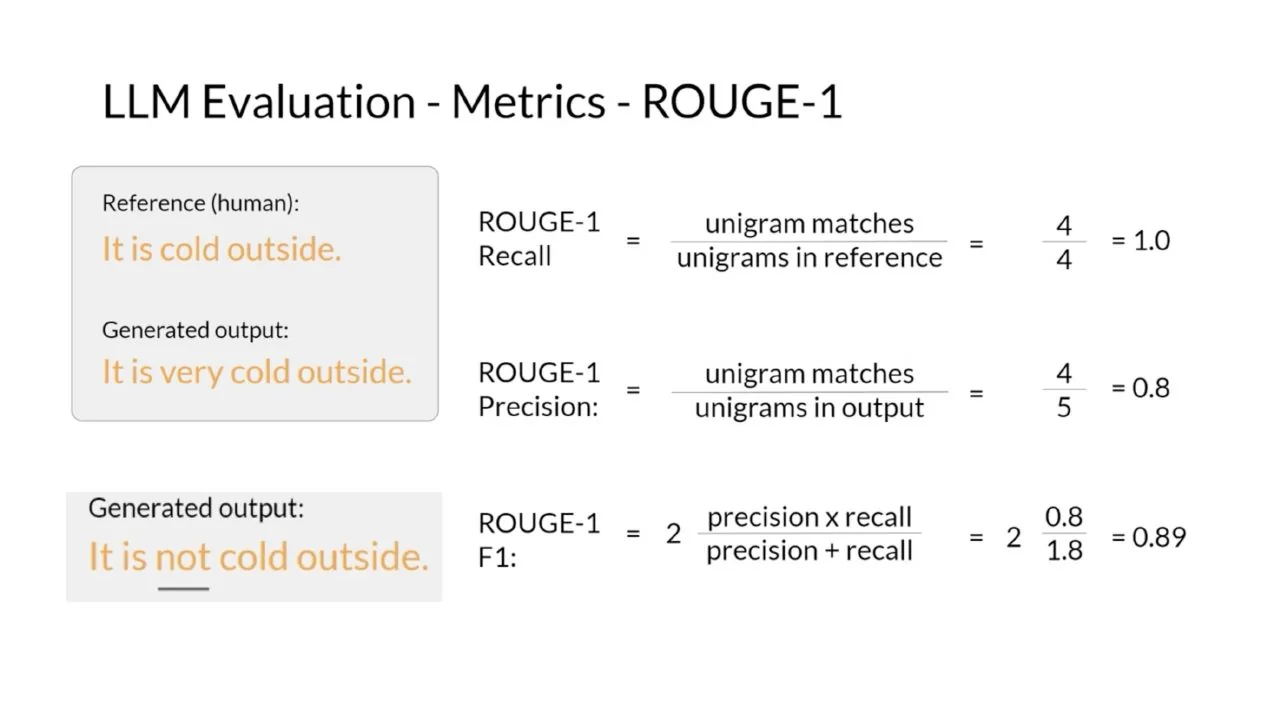 LLM Evaluation - Metrics - ROUGE-1
Reference (human):
It is cold outside.
Generated output:
It is very cold outside.
Generated output:
It is not cold outside.
ROUGE-1
Recall
=
unigram matches
unigrams in reference
=
4
4
= 1.0
ROUGE-1
Precision:
=
unigram matches
unigrams in output
=
4
5
= 0.8
ROUGE-1
F1:
= 2
precision x recall
precision + recall
= 2
0.8
1.8
= 0.89